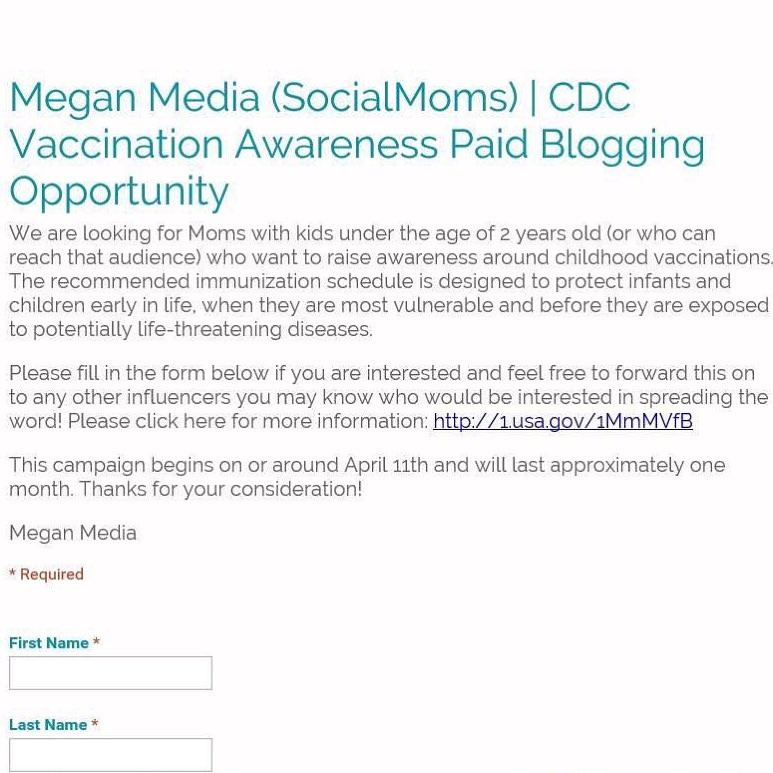 Megan Media (SocialMoms) | CDC
Vaccination Awareness Paid Blogging
Opportunity
We are looking for Moms with kids under the age of 2 years old (or who can
reach that audience) who want to raise awareness around childhood vaccinations.
The recommended immunization schedule is designed to protect infants and
children early in life, when they are most vulnerable and before they are exposed
to potentially life-threatening diseases.
Please fill in the form below if you are interested and feel free to forward this on
to any other influencers you may know who would be interested in spreading the
word! Please click here for more information: http://1.usa.gov/1MmMVfB
This campaign begins on or around April 11th and will last approximately one
month. Thanks for your consideration!
Megan Media
* Required
First Name *
Last Name *